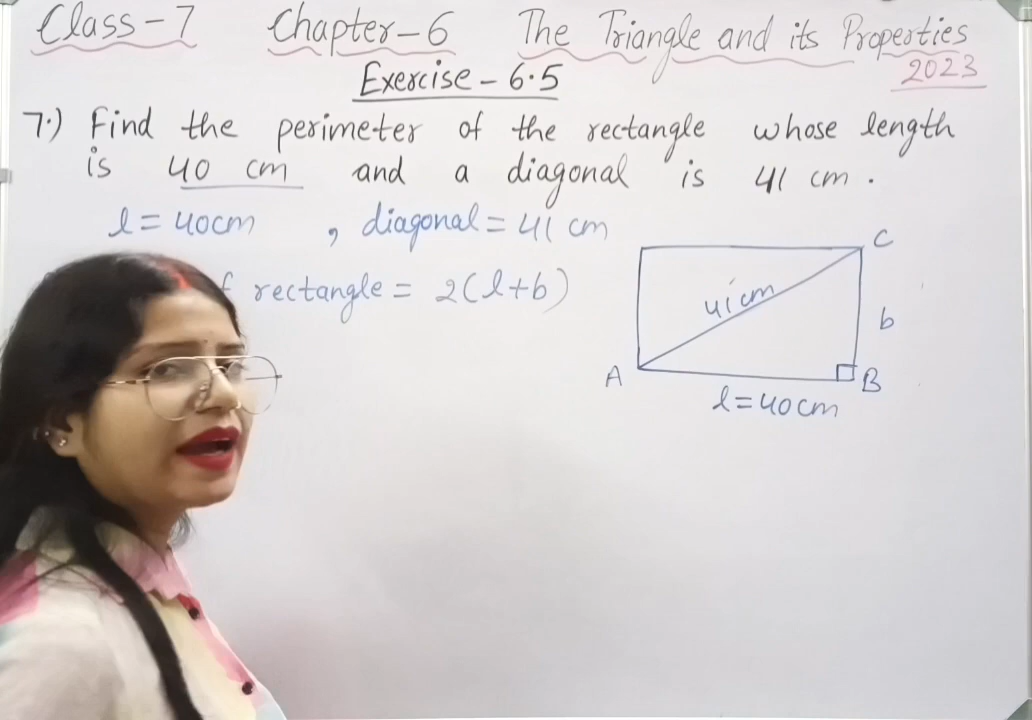 Class-7 Chapter-6 The Triangle and its Properties
Exercise-6.5 2023
7.) Find the perimeter of the rectangle whose length
is 40 cm and a diagonal is 41 cm.
l = 40cm , diagonal = 41 cm
rectangle = 2(l+b)
C
41cm
b
A
B
l=40cm